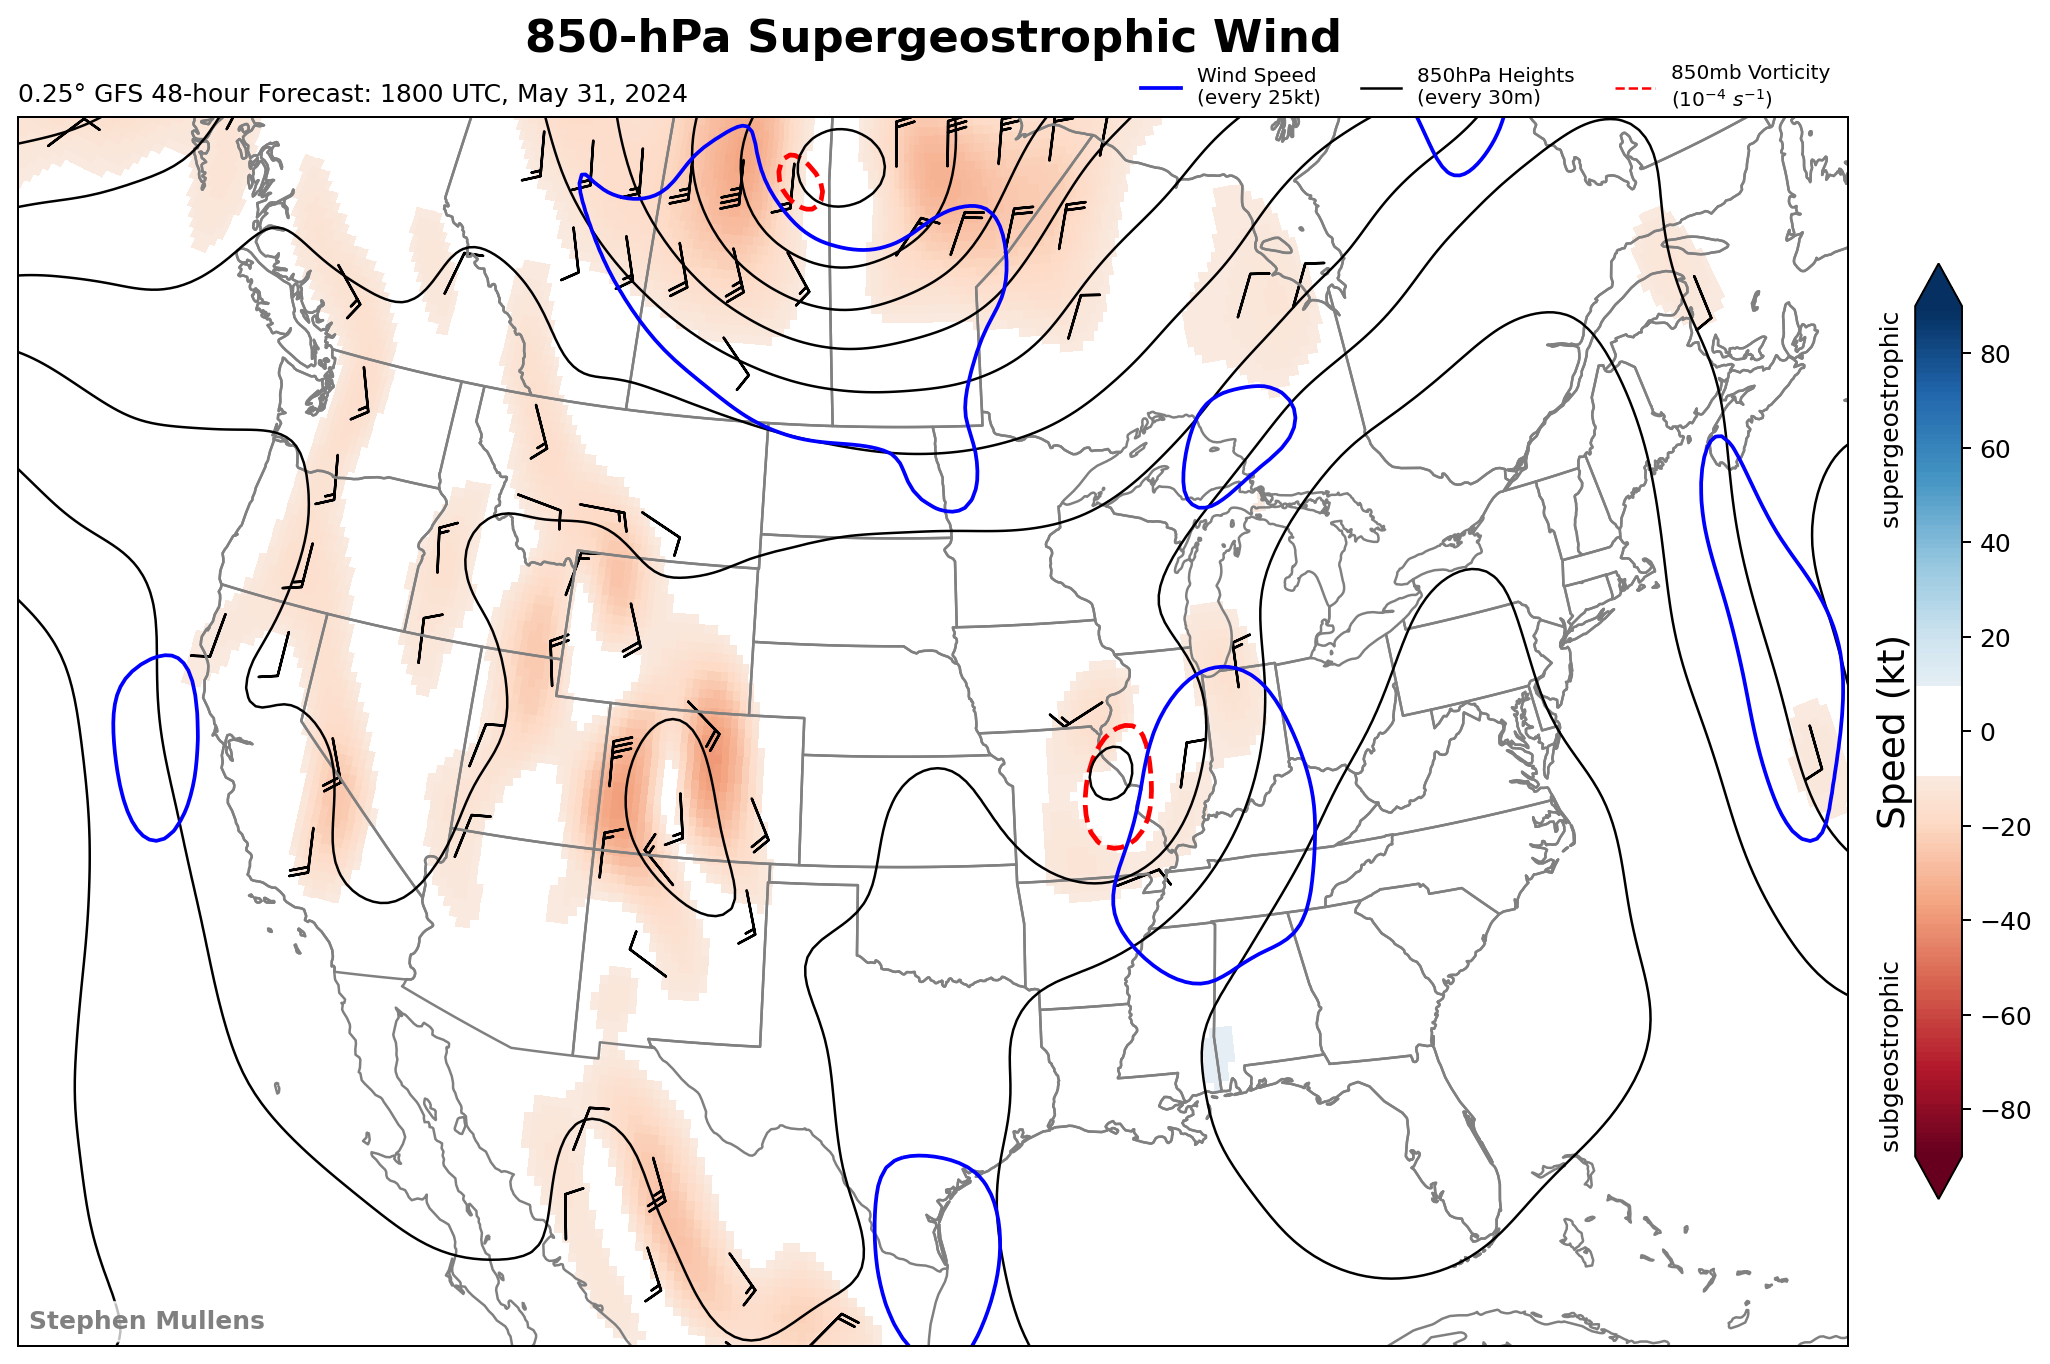 850-hPa Supergeostrophic Wind
0.25° GFS 48-hour Forecast: 1800 UTC, May 31, 2024
Wind Speed
(every 25kt)
850hPa Heights
(every 30m)
850mb Vorticity
(10⁻⁴ s⁻¹)
supergeostrophic
Speed (kt)
subgeostrophic
80
60
40
20
0
−20
−40
−60
−80
Stephen Mullens